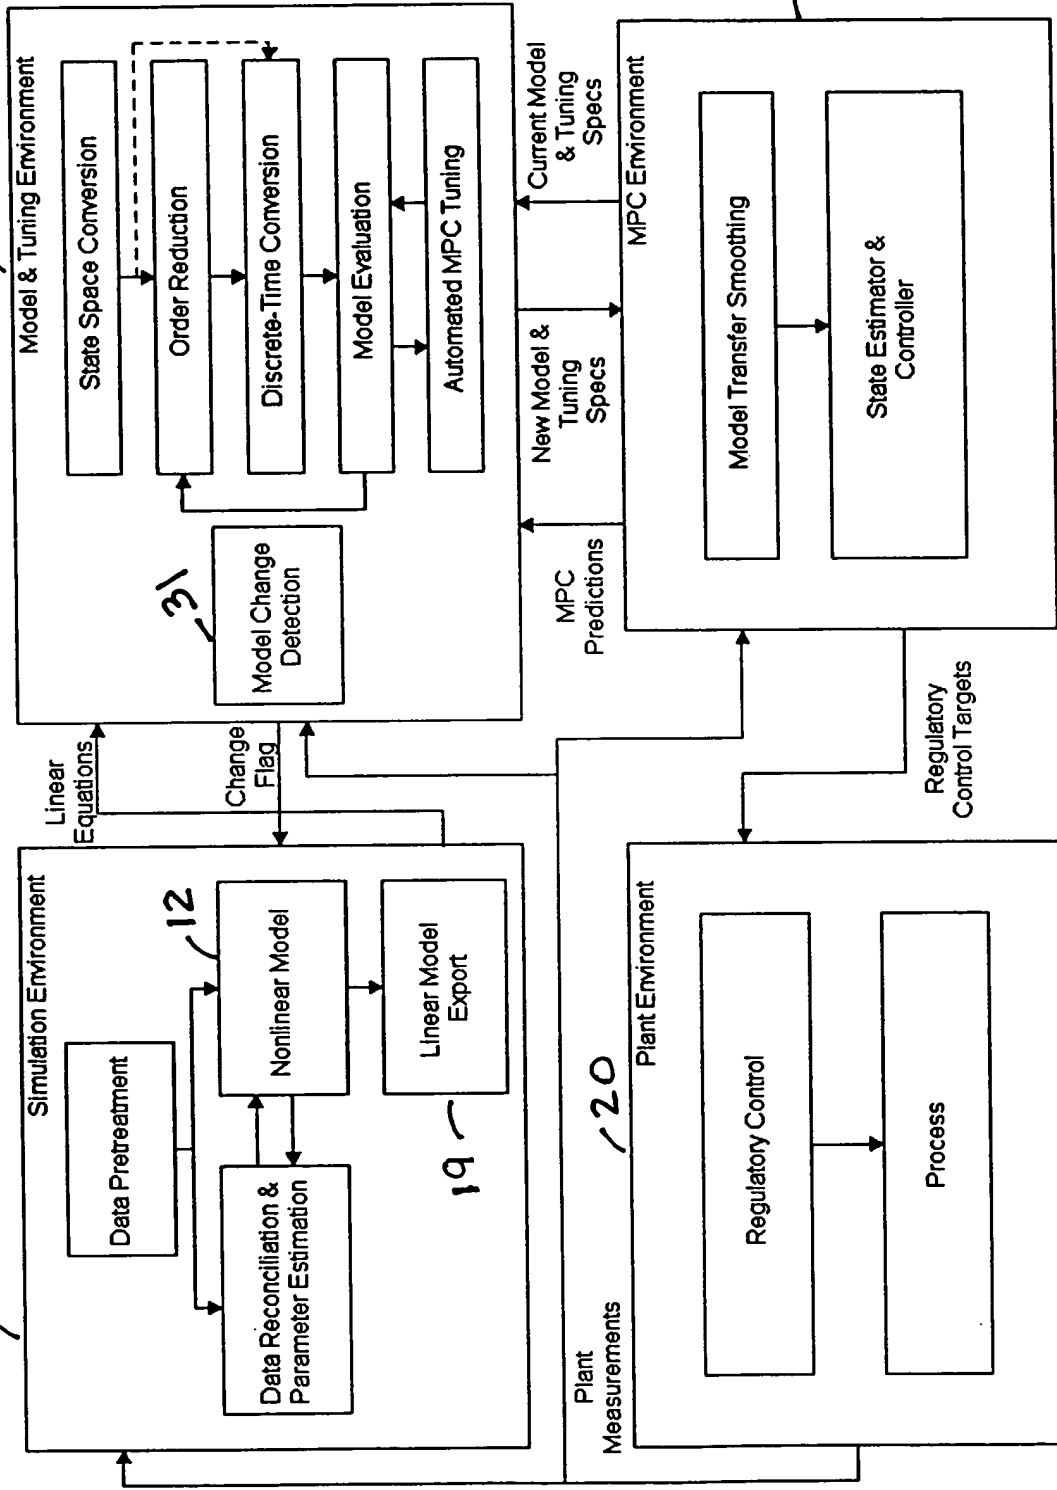 Simulation Environment
Data Pretreatment
Data Reconciliation &
Parameter Estimation
12
Nonlinear Model
19
Linear Model
Export
Linear
Equations
Change
Flag
Model & Tuning Environment
31
Model Change
Detection
State Space Conversion
Order Reduction
Discrete-Time Conversion
Model Evaluation
Automated MPC Tuning
Plant
Measurements
20
Plant Environment
Regulatory Control
Process
Regulatory
Control Targets
MPC
Predictions
New Model &
Tuning
Specs
Current Model
& Tuning
Specs
MPC Environment
Model Transfer Smoothing
State Estimator &
Controller